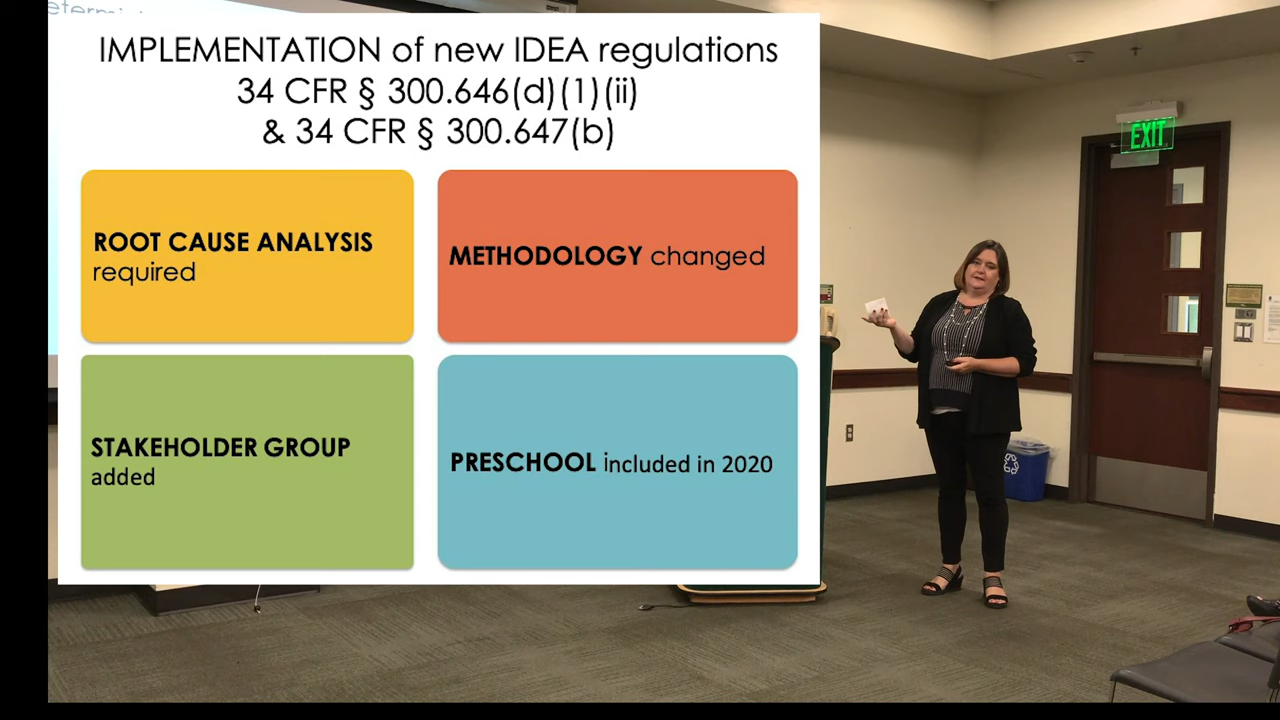 IMPLEMENTATION of new IDEA regulations
34 CFR § 300.646(d)(1)(ii)
& 34 CFR § 300.647(b)
ROOT CAUSE ANALYSIS
required
METHODOLOGY changed
STAKEHOLDER GROUP
added
PRESCHOOL included in 2020
EXIT